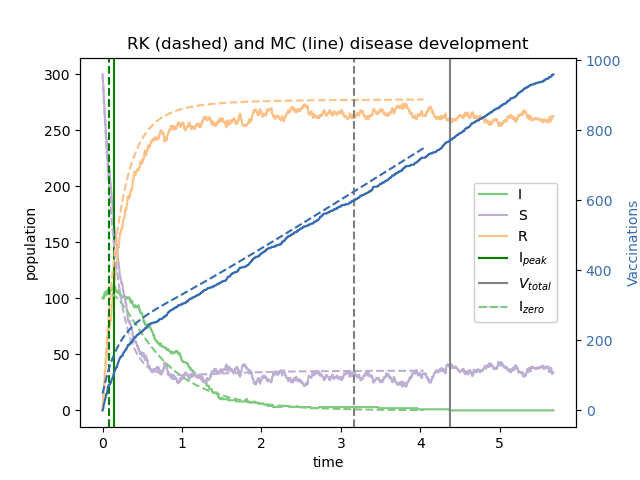 RK (dashed) and MC (line) disease development
300
250
200
150
100
50
0
population
1000
800
600
400
200
0
Vaccinations
I
S
R
I_peak
V_total
I_zero
0 1 2 3 4 5
time